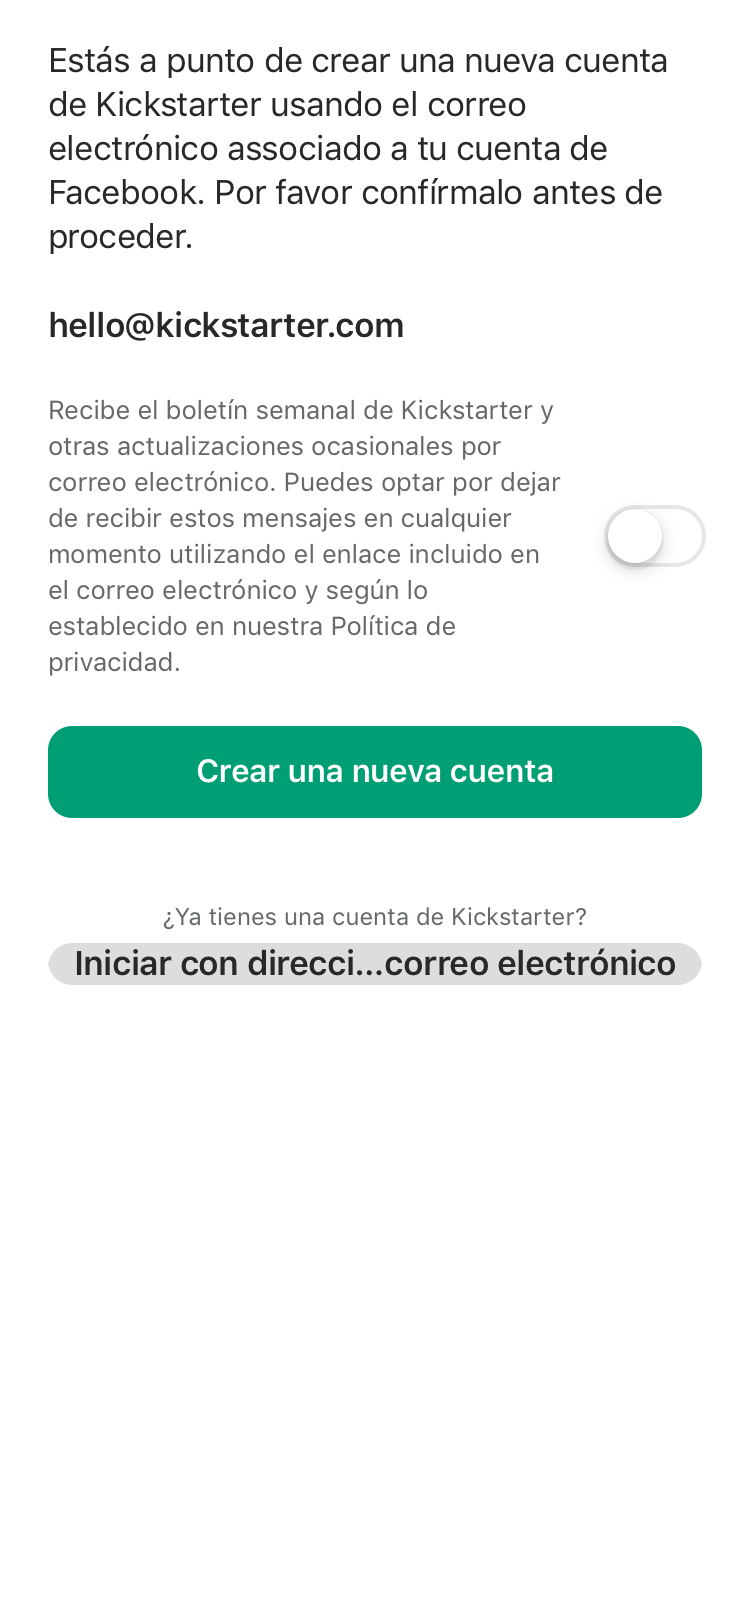 Estás a punto de crear una nueva cuenta
de Kickstarter usando el correo
electrónico associado a tu cuenta de
Facebook. Por favor confírmalo antes de
proceder.
hello@kickstarter.com
Recibe el boletín semanal de Kickstarter y
otras actualizaciones ocasionales por
correo electrónico. Puedes optar por dejar
de recibir estos mensajes en cualquier
momento utilizando el enlace incluido en
el correo electrónico y según lo
establecido en nuestra Política de
privacidad.
Crear una nueva cuenta
¿Ya tienes una cuenta de Kickstarter?
Iniciar con direcci...correo electrónico